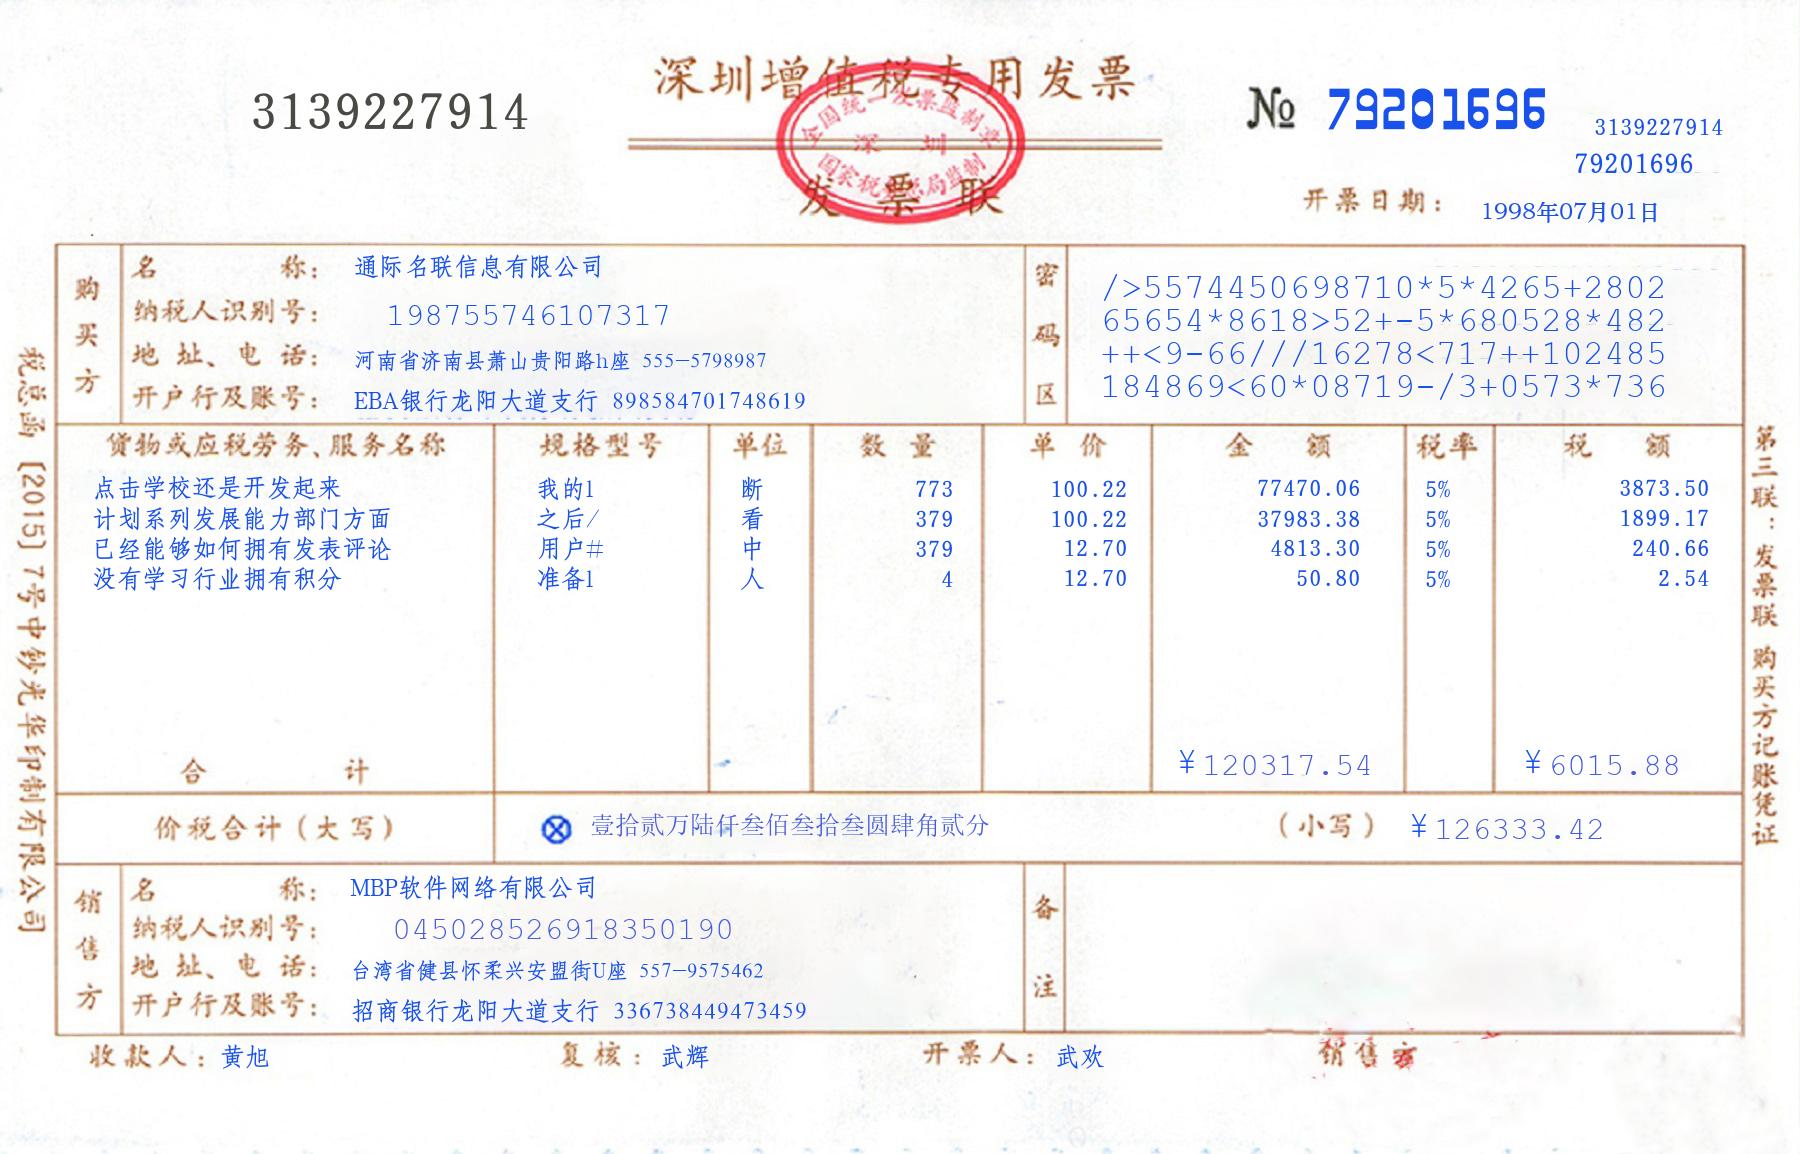 深圳增值税专用发票
发票联
全国统一发票监制章
深 圳
国家税务总局监制
3139227914
№ 79201696
3139227914
79201696
开票日期: 1998年07月01日
购买方
名 称: 通际名联信息有限公司
纳税人识别号: 198755746107317
地 址、电 话: 河南省济南县萧山贵阳路h座 555-5798987
开户行及账号: EBA银行龙阳大道支行 898584701748619
密码区
/>5574450698710*5*4265+2802
65654*8618>52+-5*680528*482
++<9-66///16278<717++102485
184869<60*08719-/3+0573*736
货物或应税劳务、服务名称 规格型号 单位 数 量 单 价 金 额 税率 税 额
点击学校还是开发起来 我的l 断 773 100.22 77470.06 5% 3873.50
计划系列发展能力部门方面 之后/ 看 379 100.22 37983.38 5% 1899.17
已经能够如何拥有发表评论 用户# 中 379 12.70 4813.30 5% 240.66
没有学习行业拥有积分 准备l 人 4 12.70 50.80 5% 2.54
合 计 ¥120317.54 ¥6015.88
价税合计(大写) ⊗ 壹拾贰万陆仟叁佰叁拾叁圆肆角贰分 (小写) ¥126333.42
销售方
名 称: MBP软件网络有限公司
纳税人识别号: 045028526918350190
地 址、电 话: 台湾省健县怀柔兴安盟街U座 557-9575462
开户行及账号: 招商银行龙阳大道支行 336738449473459
备注
收款人: 黄旭 复核: 武辉 开票人: 武欢 销售方
税总函[2015]7号中钞光华印制有限公司
第三联:发票联 购买方记账凭证